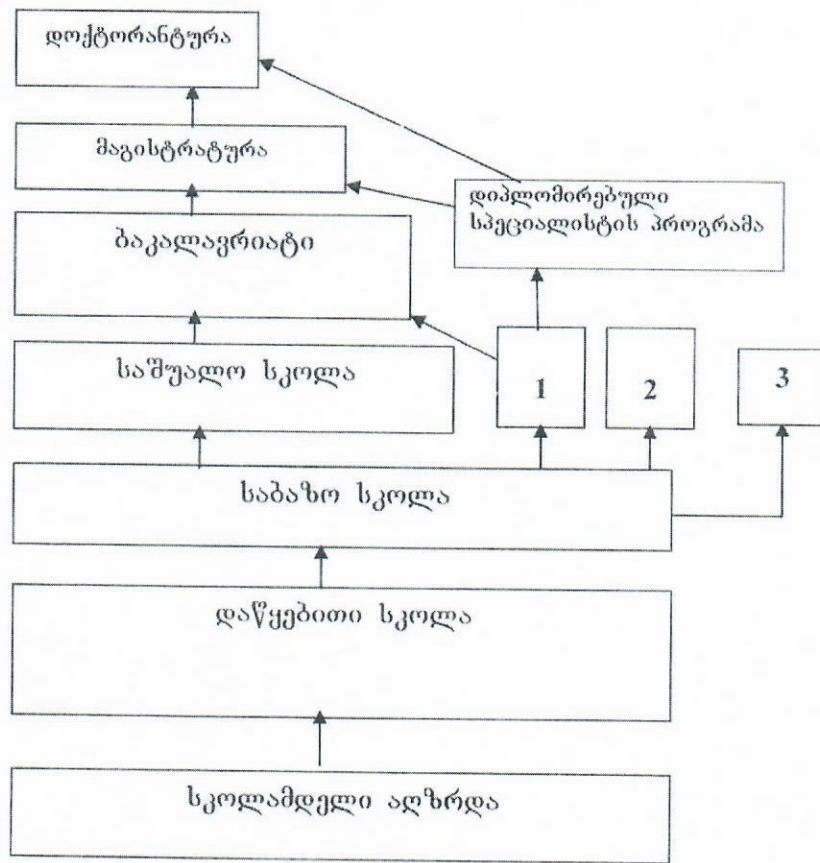 დოქტორანტურა
მაგისტრატურა
დიპლომირებული
სპეციალისტის პროგრამა
ბაკალავრიატი
საშუალო სკოლა
1
2
3
საბაზო სკოლა
დაწყებითი სკოლა
სკოლამდელი აღზრდა